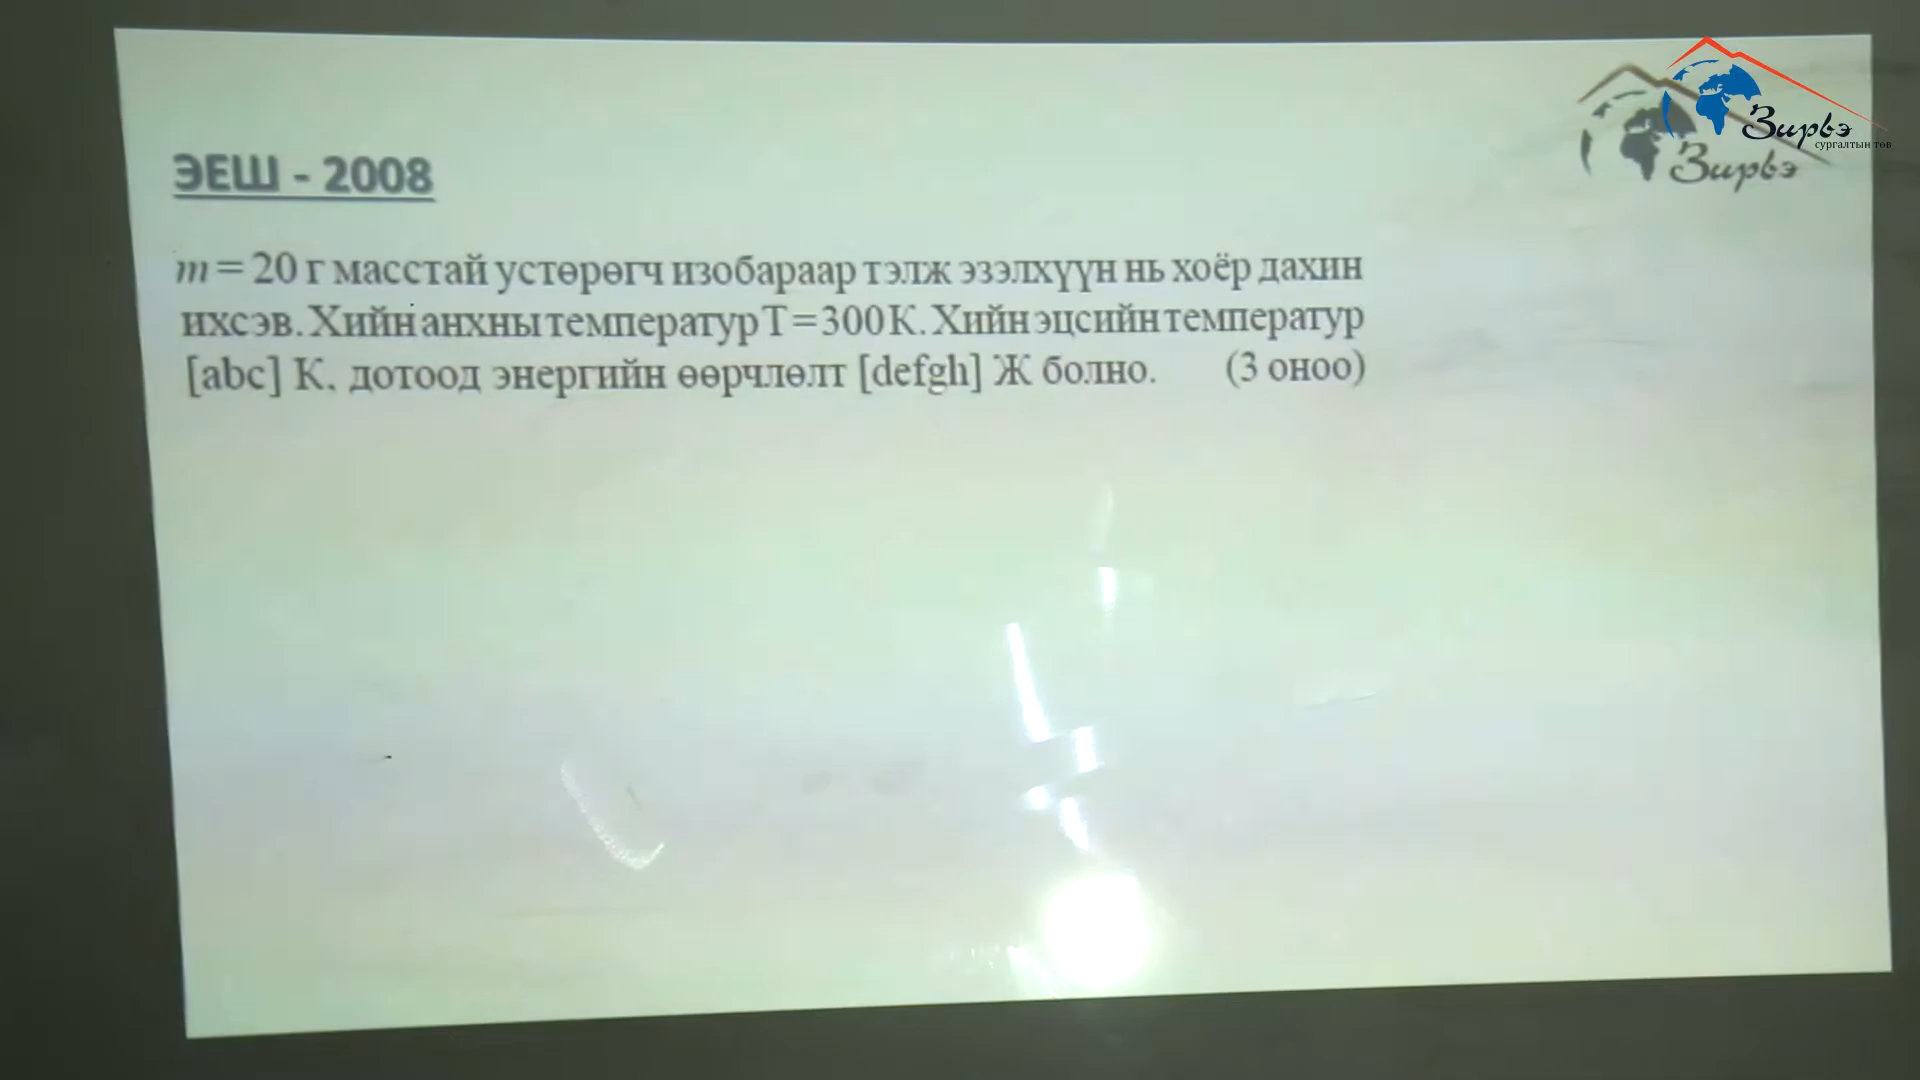 Зирвэ
сургалтын төв
Зирвэ
ЭЕШ - 2008
m = 20 г масстай устөрөгч изобараар тэлж эзэлхүүн нь хоёр дахин
ихсэв. Хийн анхны температур T = 300 К. Хийн эцсийн температур
[abc] К, дотоод энергийн өөрчлөлт [defgh] Ж болно. (3 оноо)